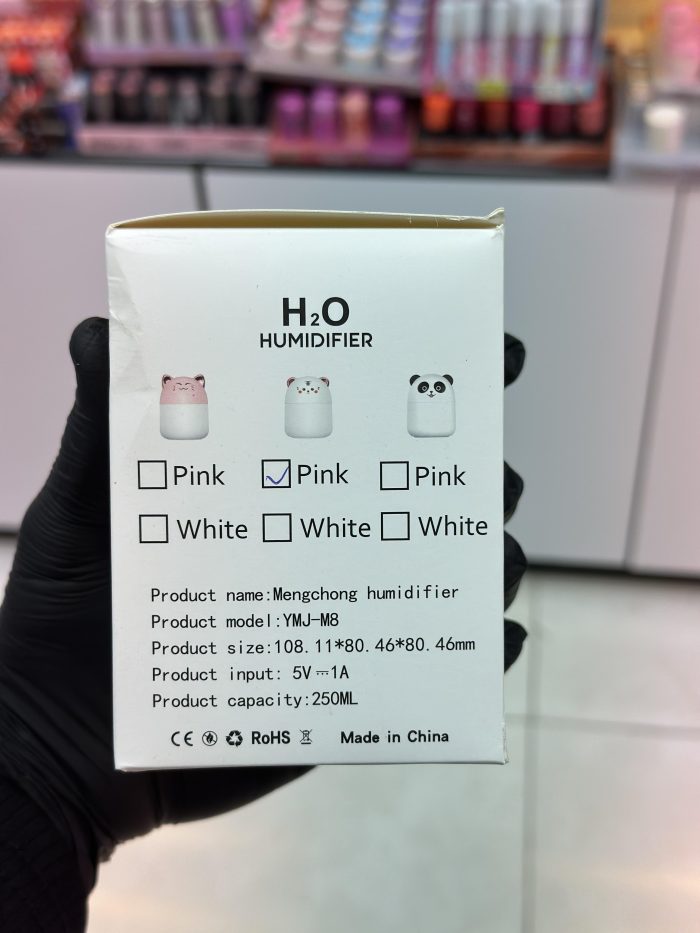 H₂O
HUMIDIFIER
Pink Pink Pink
White White White
Product name:Mengchong humidifier
Product model:YMJ-M8
Product size:108.11*80.46*80.46mm
Product input: 5V⎓1A
Product capacity:250ML
CE RoHS Made in China